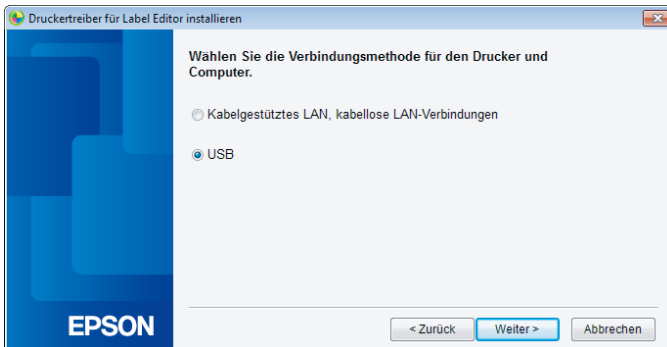 Druckertreiber für Label Editor installieren
Wählen Sie die Verbindungsmethode für den Drucker und
Computer.
Kabelgestütztes LAN, kabellose LAN-Verbindungen
USB
EPSON
< Zurück Weiter > Abbrechen